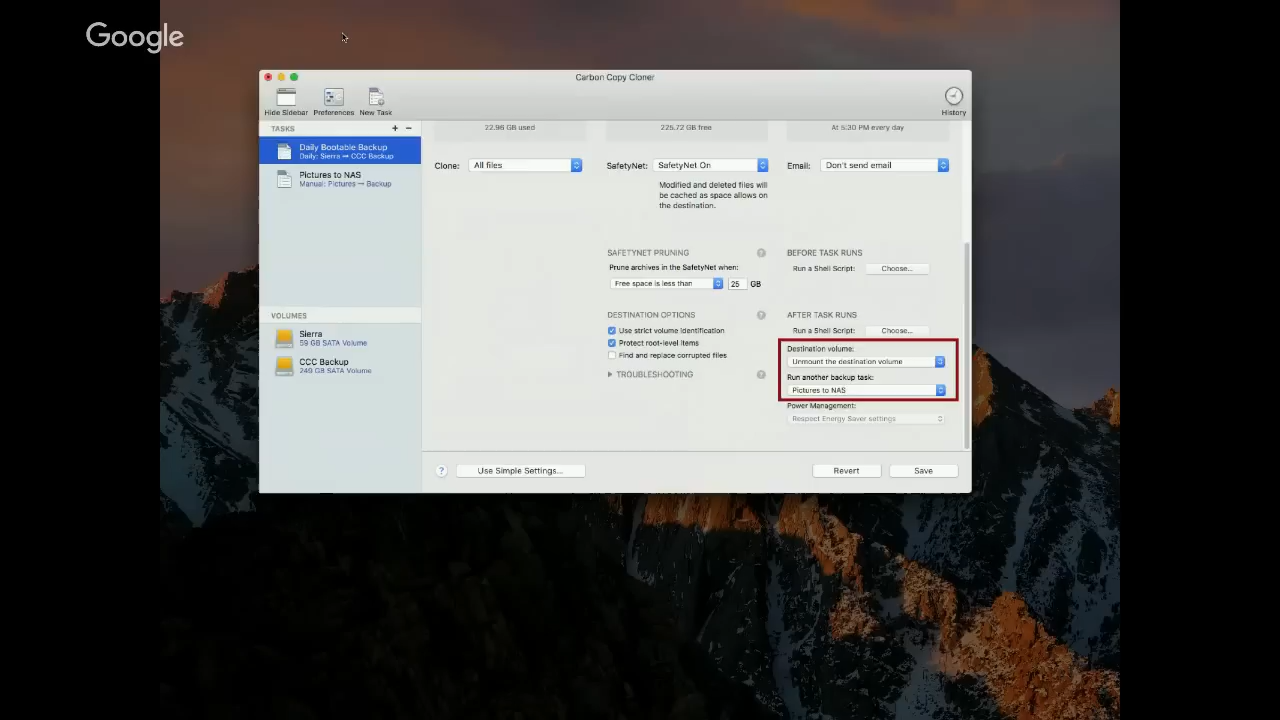 Google
Carbon Copy Cloner
Hide Sidebar
Preferences
New Task
History
TASKS
+ −
22.96 GB used
225.72 GB free
At 5:30 PM every day
Daily Bootable Backup
Daily: Sierra → CCC Backup
Clone:
All files
SafetyNet:
SafetyNet On
Email:
Don't send email
Pictures to NAS
Manual: Pictures → Backup
Modified and deleted files will
be cached as space allows on
the destination.
SAFETYNET PRUNING
?
Prune archives in the SafetyNet when:
Free space is less than
25
GB
BEFORE TASK RUNS
Run a Shell Script:
Choose...
VOLUMES
Sierra
59 GB SATA Volume
CCC Backup
249 GB SATA Volume
DESTINATION OPTIONS
?
Use strict volume identification
Protect root-level items
Find and replace corrupted files
TROUBLESHOOTING
?
AFTER TASK RUNS
Run a Shell Script:
Choose...
Destination volume:
Unmount the destination volume
Run another backup task:
Pictures to NAS
Power Management:
Respect Energy Saver settings
?
Use Simple Settings...
Revert
Save